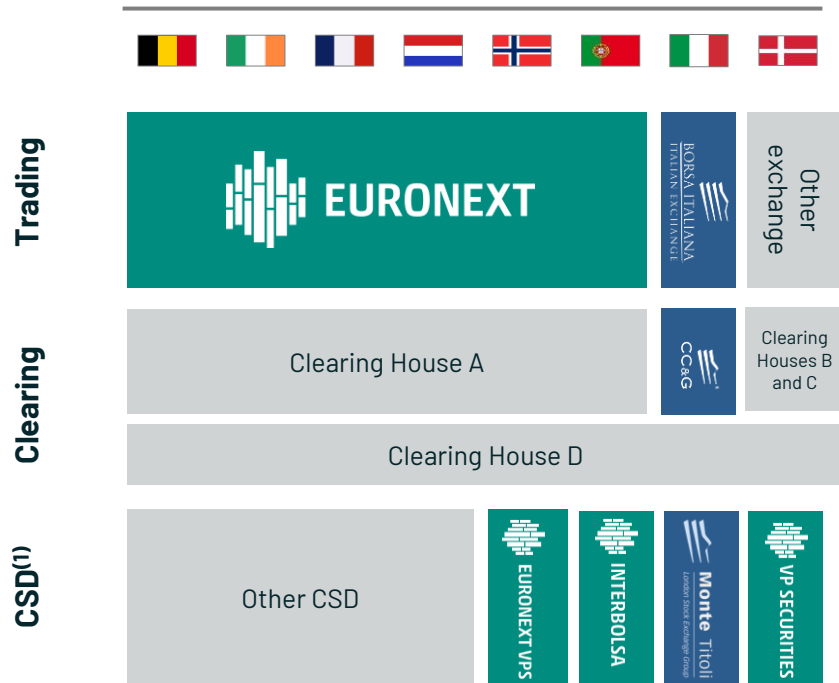 Trading
EURONEXT
BORSA ITALIANA
ITALIAN EXCHANGE
Other
exchange
Clearing
Clearing House A
CC&G
Clearing
Houses B
and C
Clearing House D
CSD(1)
Other CSD
EURONEXT VPS
INTERBOLSA
Monte Titoli
London Stock Exchange Group
VP SECURITIES